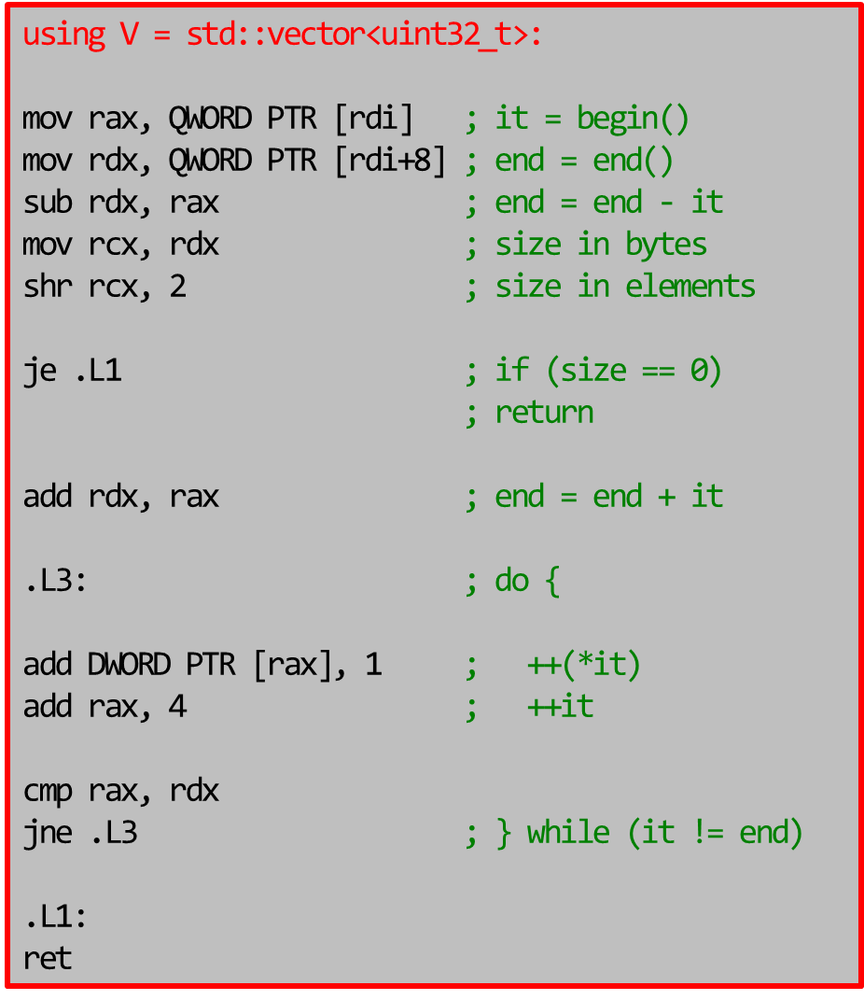 using V = std::vector<uint32_t>:
mov rax, QWORD PTR [rdi] ; it = begin()
mov rdx, QWORD PTR [rdi+8] ; end = end()
sub rdx, rax ; end = end - it
mov rcx, rdx ; size in bytes
shr rcx, 2 ; size in elements
je .L1 ; if (size == 0)
; return
add rdx, rax ; end = end + it
.L3: ; do {
add DWORD PTR [rax], 1 ; ++(*it)
add rax, 4 ; ++it
cmp rax, rdx
jne .L3 ; } while (it != end)
.L1:
ret